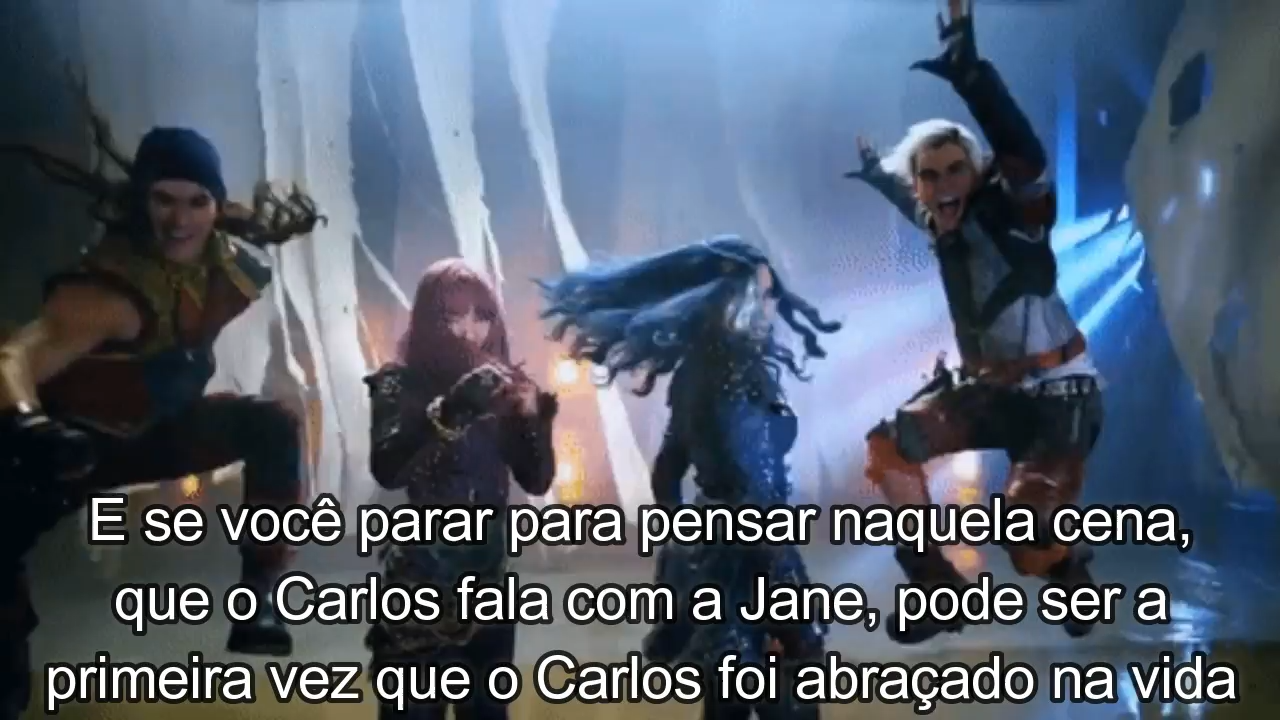 E se você parar para pensar naquela cena,
que o Carlos fala com a Jane, pode ser a
primeira vez que o Carlos foi abraçado na vida